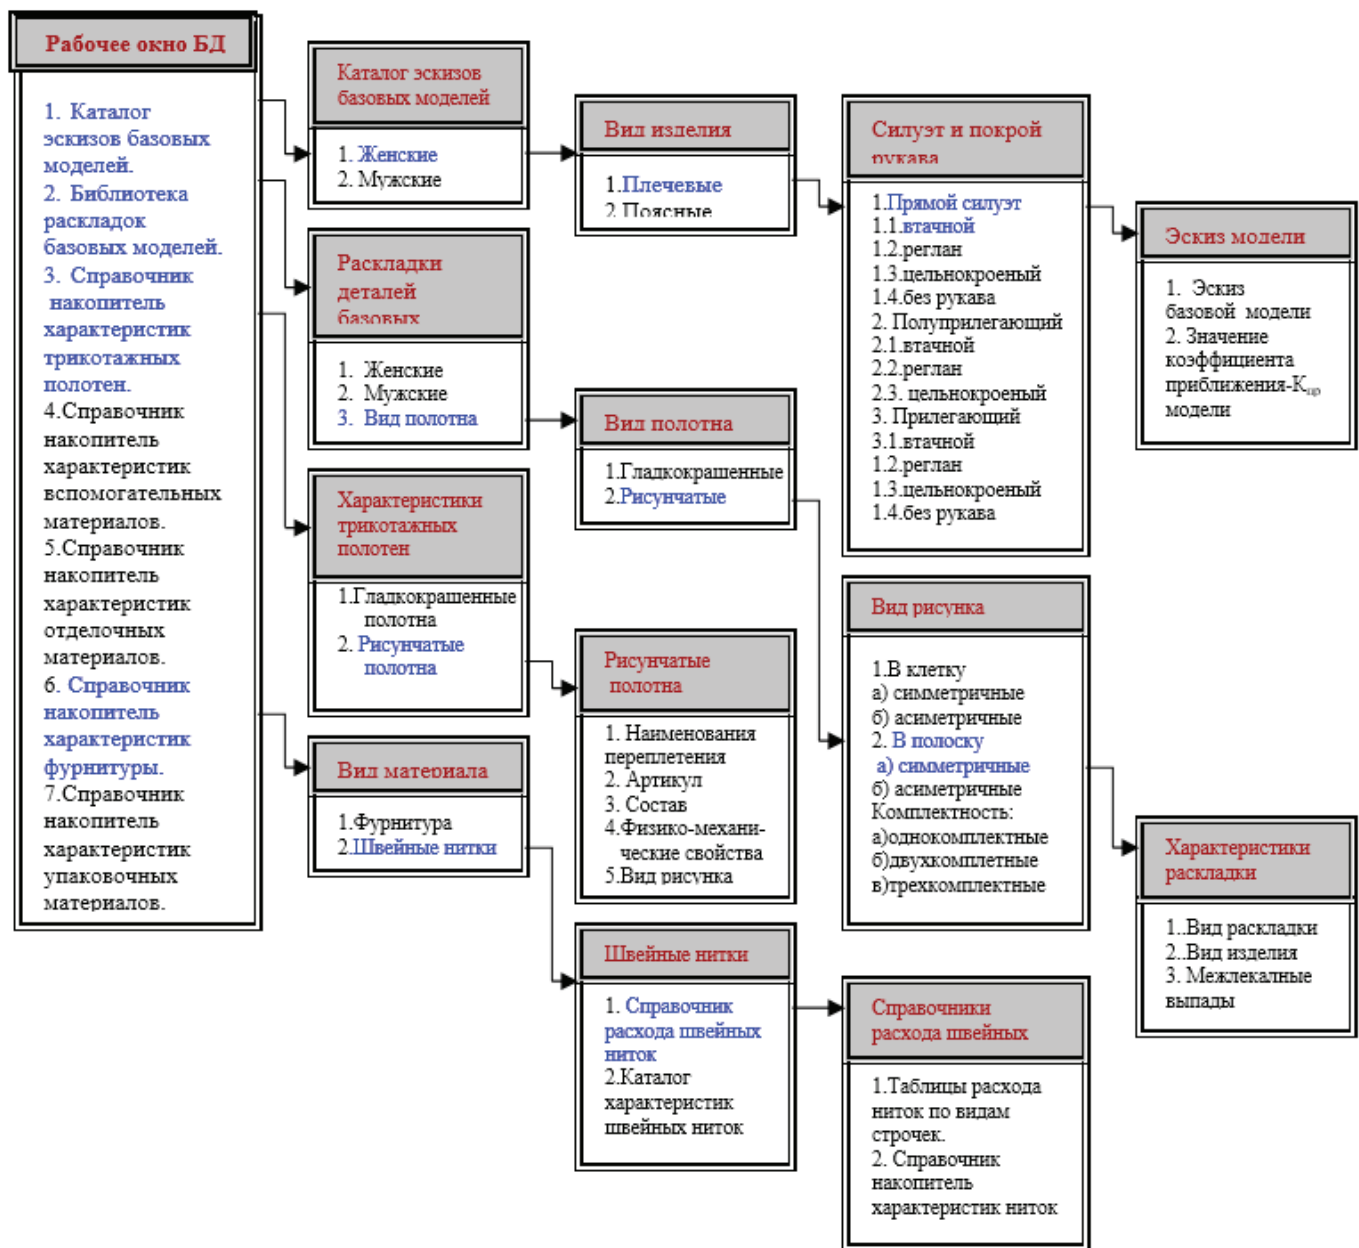 Рабочее окно БД
1. Каталог
эскизов базовых
моделей.
2. Библиотека
раскладок
базовых моделей.
3. Справочник
накопитель
характеристик
трикотажных
полотен.
4.Справочник
накопитель
характеристик
вспомогательных
материалов.
5.Справочник
накопитель
характеристик
отделочных
материалов.
6. Справочник
накопитель
характеристик
фурнитуры.
7.Справочник
накопитель
характеристик
упаковочных
материалов.
Каталог эскизов
базовых моделей
1. Женские
2. Мужские
Раскладки
деталей
базовых
1. Женские
2. Мужские
3. Вид полотна
Характеристики
трикотажных
полотен
1.Гладкокрашенные
полотна
2. Рисунчатые
полотна
Вид материала
1.Фурнитура
2.Швейные нитки
Вид изделия
1.Плечевые
2 Поясные
Вид полотна
1.Гладкокрашенные
2.Рисунчатые
Рисунчатые
полотна
1. Наименования
переплетения
2. Артикул
3. Состав
4.Физико-механи-
ческие свойства
5.Вид рисунка
Швейные нитки
1. Справочник
расхода швейных
ниток
2.Каталог
характеристик
швейных ниток
Силуэт и покрой
рукава
1.Прямой силуэт
1.1.втачной
1.2.реглан
1.3.цельнокроеный
1.4.без рукава
2. Полуприлегающий
2.1.втачной
2.2.реглан
2.3. цельнокроеный
3. Прилегающий
3.1.втачной
1.2.реглан
1.3.цельнокроеный
1.4.без рукава
Вид рисунка
1.В клетку
а) симметричные
б) асиметричные
2. В полоску
а) симметричные
б) асиметричные
Комплектность:
а)однокомплектные
б)двухкомплетные
в)трехкомплектные
Справочники
расхода швейных
1.Таблицы расхода
ниток по видам
строчек.
2. Справочник
накопитель
характеристик ниток
Эскиз модели
1. Эскиз
базовой модели
2. Значение
коэффициента
приближения-Кпр
модели
Характеристики
раскладки
1..Вид раскладки
2..Вид изделия
3. Межлекалные
выпады